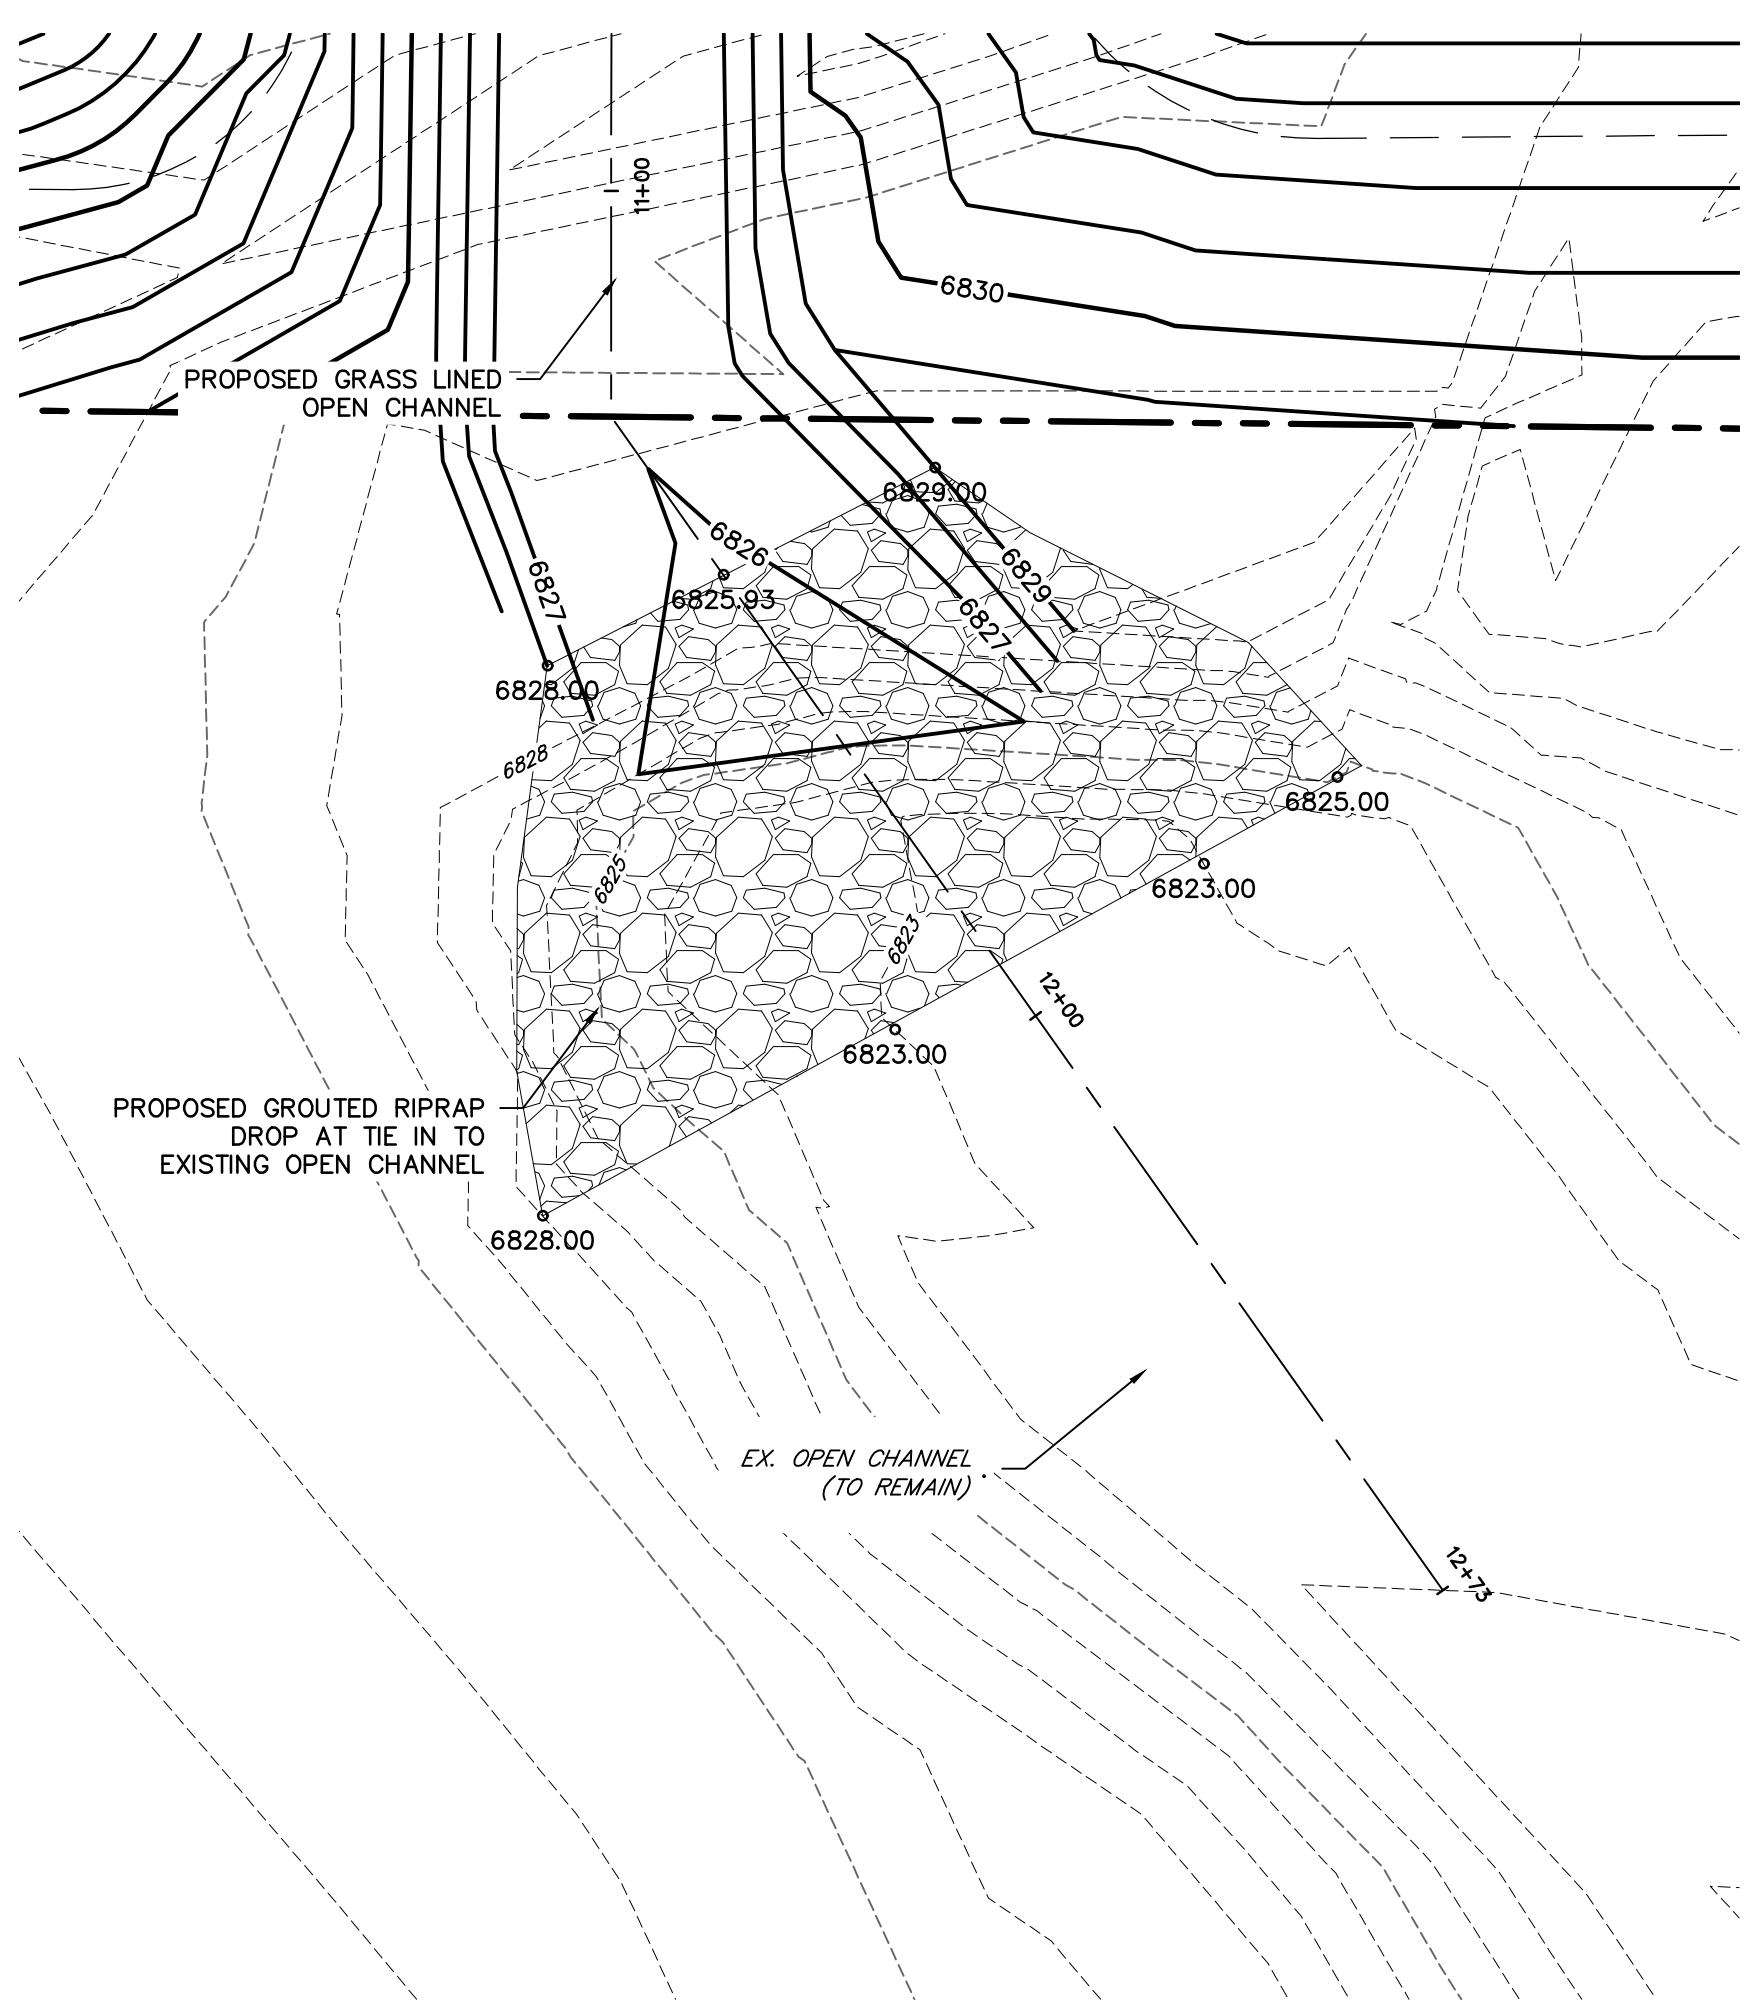 11+00
6830
PROPOSED GRASS LINED
OPEN CHANNEL
6829.00
6826
6829
6827
6825.93
6827
6828.00
6828
6825.00
6825
6823.00
6823
12+00
6823.00
PROPOSED GROUTED RIPRAP
DROP AT TIE IN TO
EXISTING OPEN CHANNEL
6828.00
EX. OPEN CHANNEL
(TO REMAIN)
12+73